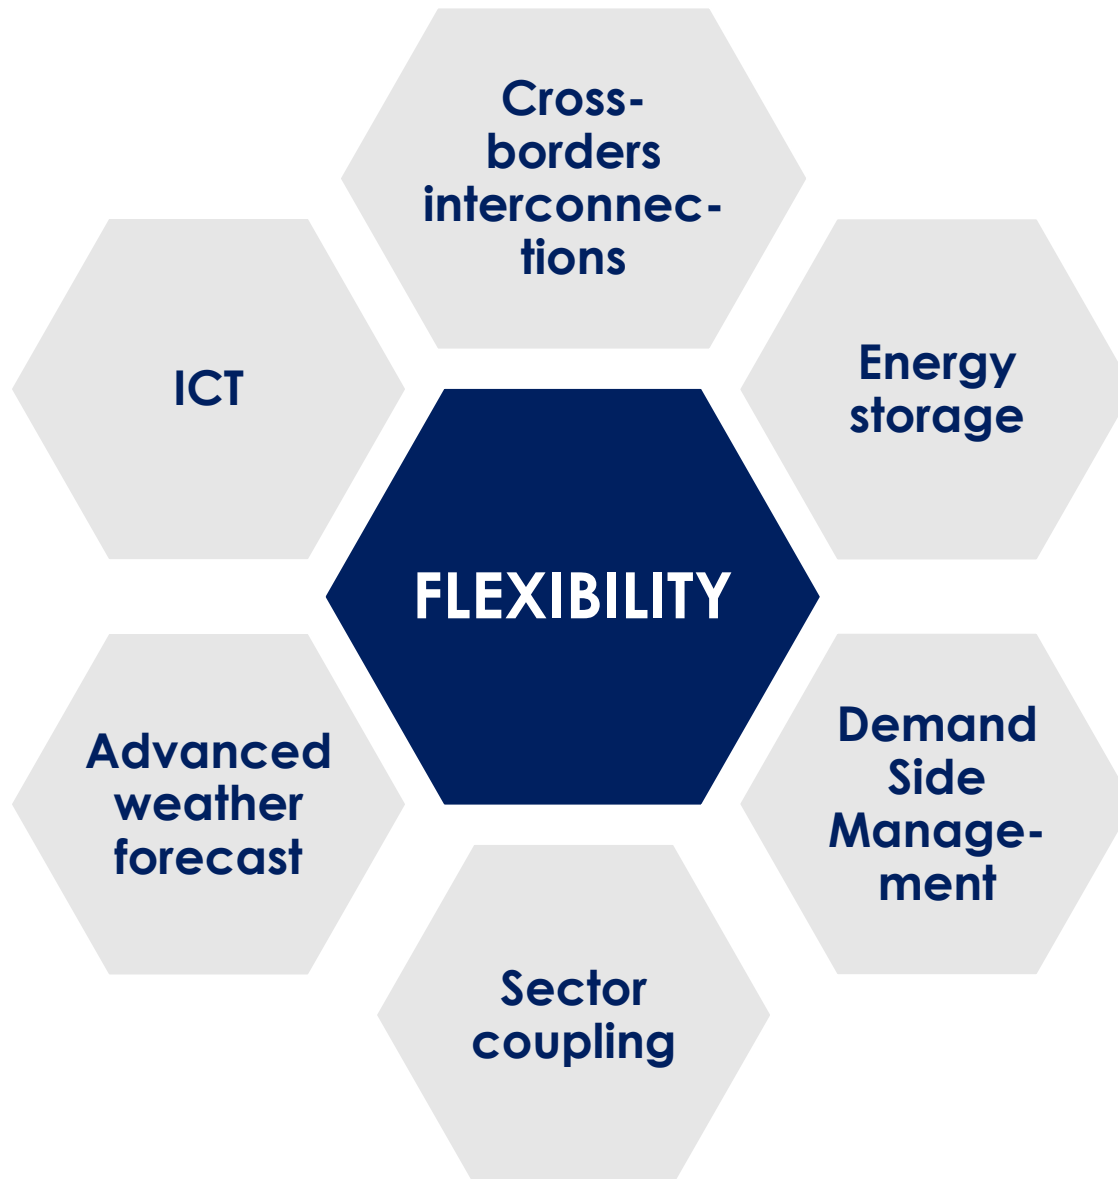 Cross-
borders
interconnec-
tions
ICT
Energy
storage
FLEXIBILITY
Advanced
weather
forecast
Demand
Side
Manage-
ment
Sector
coupling